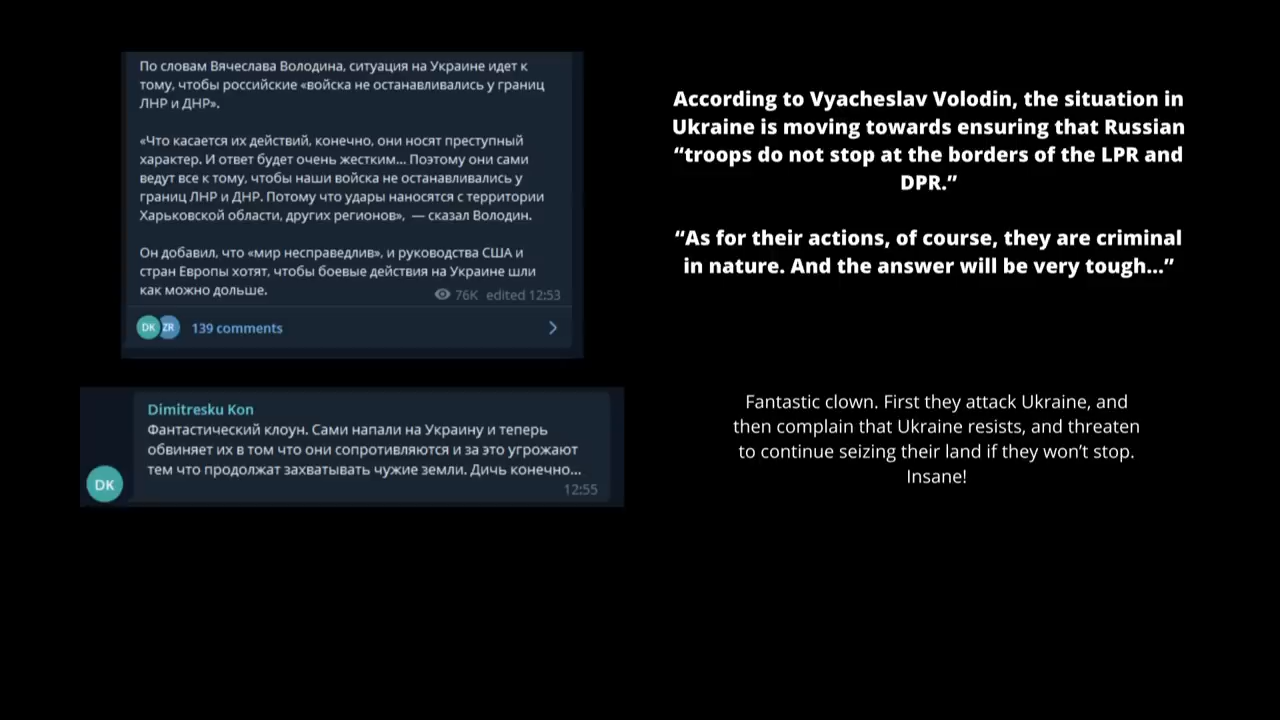 По словам Вячеслава Володина, ситуация на Украине идет к
тому, чтобы российские «войска не останавливались у границ
ЛНР и ДНР».
«Что касается их действий, конечно, они носят преступный
характер. И ответ будет очень жестким... Поэтому они сами
ведут все к тому, чтобы наши войска не останавливались у
границ ЛНР и ДНР. Потому что удары наносятся с территории
Харьковской области, других регионов», — сказал Володин.
Он добавил, что «мир несправедлив», и руководства США и
стран Европы хотят, чтобы боевые действия на Украине шли
как можно дольше.
76K edited 12:53
DK ZR 139 comments
According to Vyacheslav Volodin, the situation in
Ukraine is moving towards ensuring that Russian
“troops do not stop at the borders of the LPR and
DPR.”
“As for their actions, of course, they are criminal
in nature. And the answer will be very tough...”
Dimitresku Kon
Фантастический клоун. Сами напали на Украину и теперь
обвиняет их в том что они сопротивляются и за это угрожают
тем что продолжат захватывать чужие земли. Дичь конечно...
DK
12:55
Fantastic clown. First they attack Ukraine, and
then complain that Ukraine resists, and threaten
to continue seizing their land if they won’t stop.
Insane!